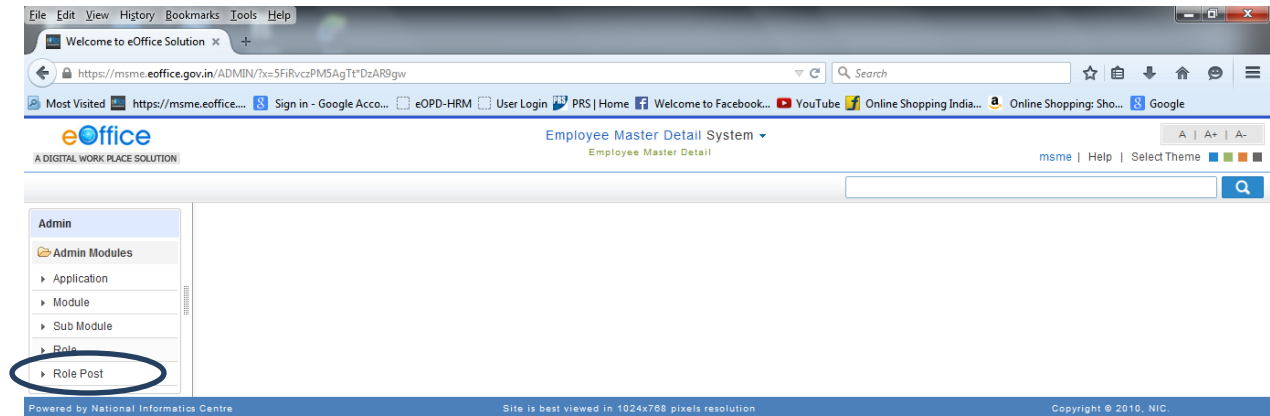 File Edit View History Bookmarks Tools Help
Welcome to eOffice Solution × +
https://msme.eoffice.gov.in/ADMIN/?x=5FiRvczPM5AgTt*DzAR9gw Search
Most Visited https://msme.eoffice.... Sign in - Google Acco... eOPD-HRM User Login PRS | Home Welcome to Facebook... YouTube Online Shopping India... Online Shopping: Sho... Google
eOffice
A DIGITAL WORK PLACE SOLUTION
Employee Master Detail System
Employee Master Detail
A | A+ | A-
msme | Help | Select Theme
Admin
Admin Modules
Application
Module
Sub Module
Role
Role Post
Powered by National Informatics Centre Site is best viewed in 1024x768 pixels resolution Copyright © 2010, NIC.